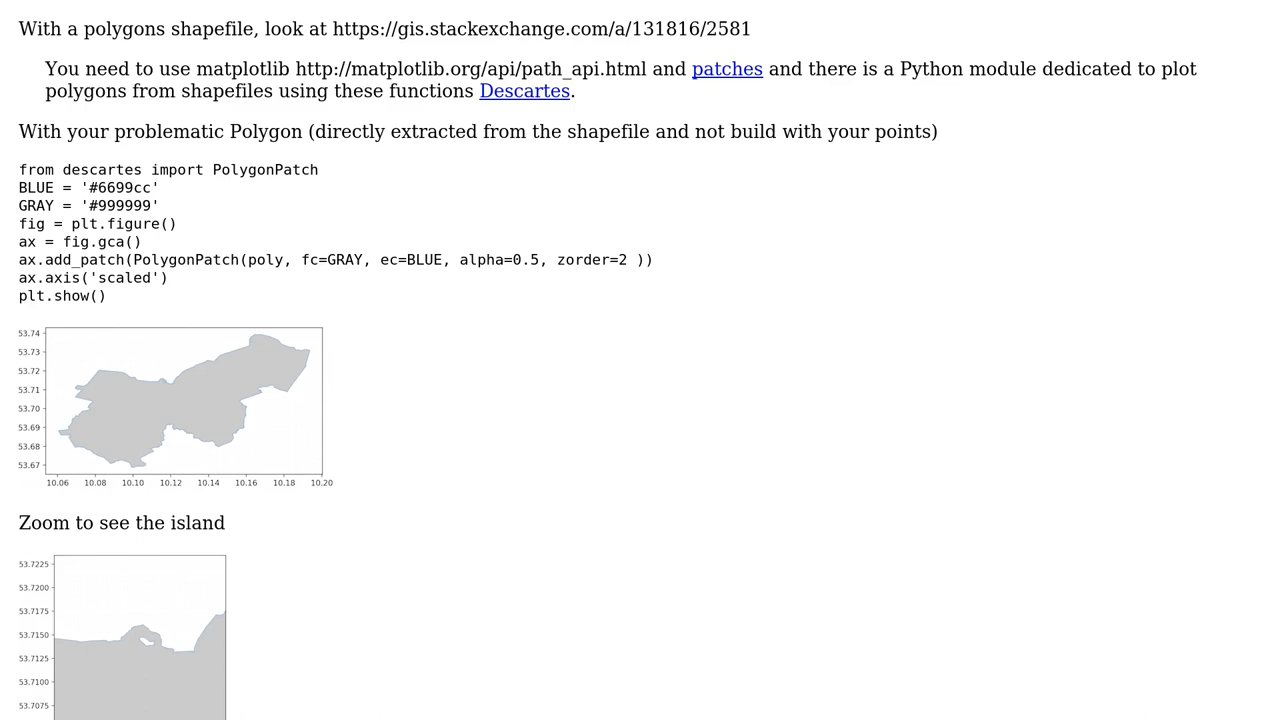 With a polygons shapefile, look at https://gis.stackexchange.com/a/131816/2581
You need to use matplotlib http://matplotlib.org/api/path_api.html and patches and there is a Python module dedicated to plot
polygons from shapefiles using these functions Descartes.
With your problematic Polygon (directly extracted from the shapefile and not build with your points)
from descartes import PolygonPatch
BLUE = '#6699cc'
GRAY = '#999999'
fig = plt.figure()
ax = fig.gca()
ax.add_patch(PolygonPatch(poly, fc=GRAY, ec=BLUE, alpha=0.5, zorder=2 ))
ax.axis('scaled')
plt.show()
53.74
53.73
53.72
53.71
53.70
53.69
53.68
53.67
10.06 10.08 10.10 10.12 10.14 10.16 10.18 10.20
Zoom to see the island
53.7225
53.7200
53.7175
53.7150
53.7125
53.7100
53.7075